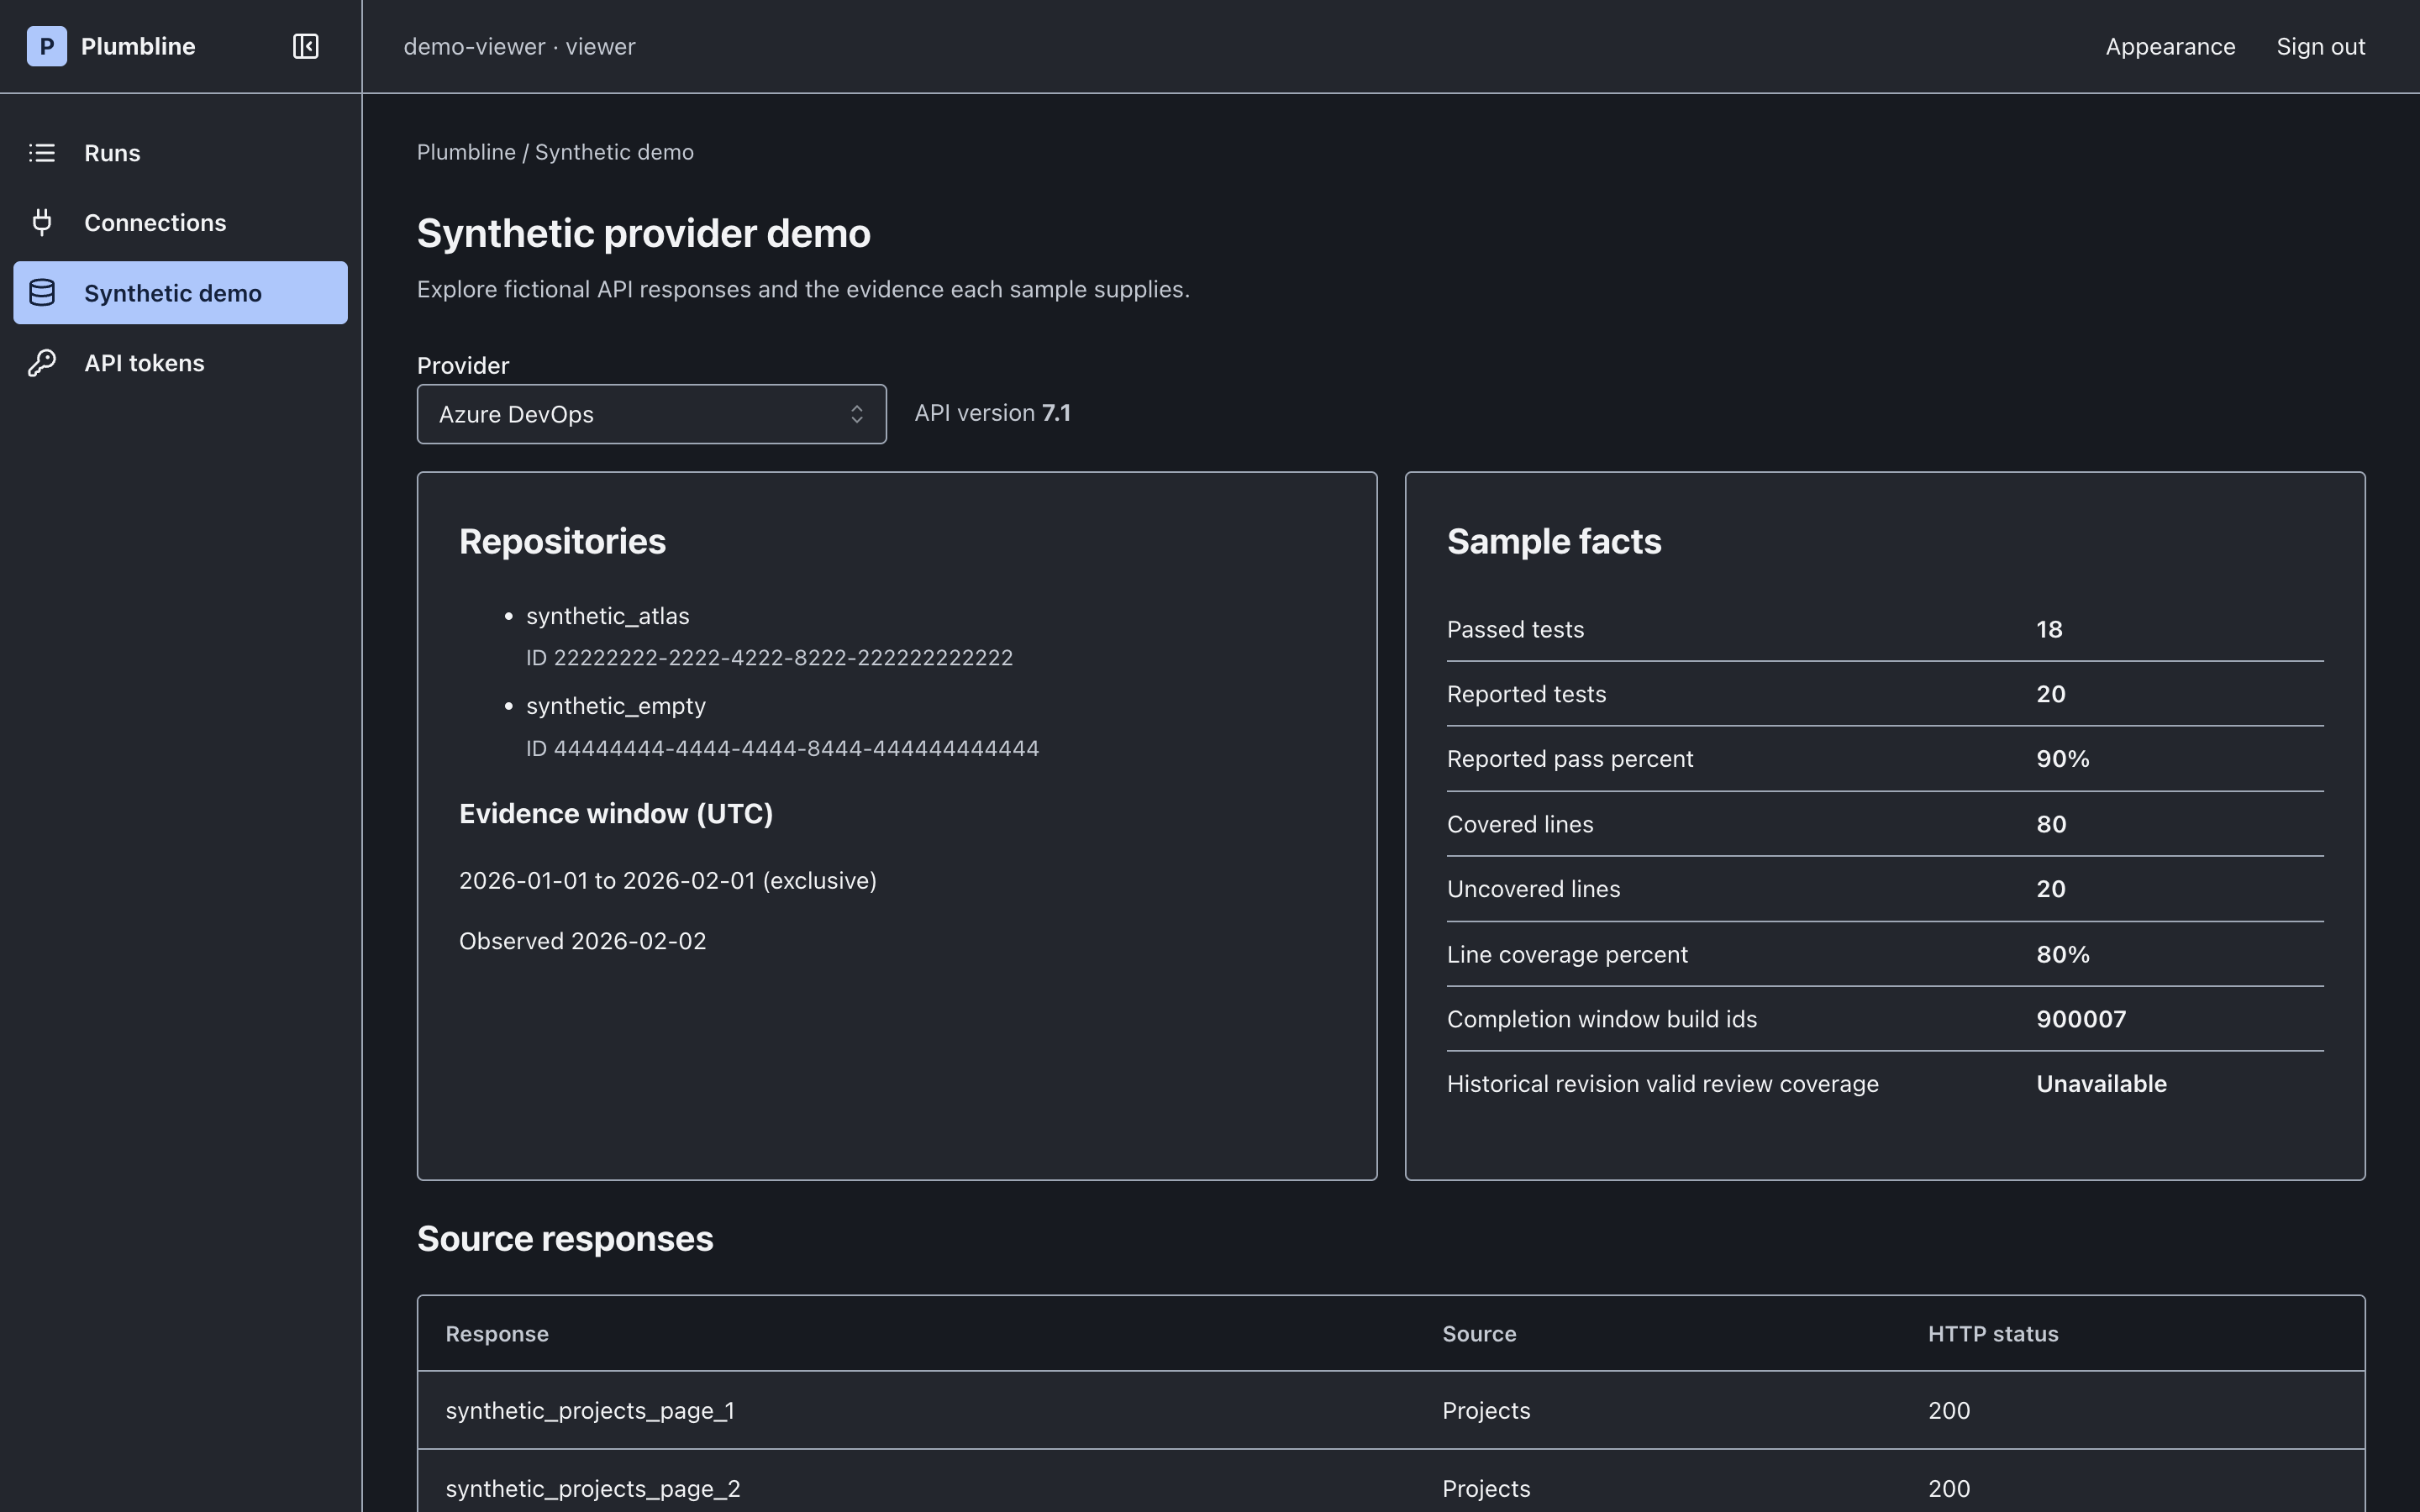 P Plumbline
demo-viewer · viewer
Appearance
Sign out
Runs
Connections
Synthetic demo
API tokens
Plumbline / Synthetic demo
Synthetic provider demo
Explore fictional API responses and the evidence each sample supplies.
Provider
Azure DevOps
API version 7.1
Repositories
synthetic_atlas
ID 22222222-2222-4222-8222-222222222222
synthetic_empty
ID 44444444-4444-4444-8444-444444444444
Evidence window (UTC)
2026-01-01 to 2026-02-01 (exclusive)
Observed 2026-02-02
Sample facts
Passed tests 18
Reported tests 20
Reported pass percent 90%
Covered lines 80
Uncovered lines 20
Line coverage percent 80%
Completion window build ids 900007
Historical revision valid review coverage Unavailable
Source responses
Response Source HTTP status
synthetic_projects_page_1 Projects 200
synthetic_projects_page_2 Projects 200